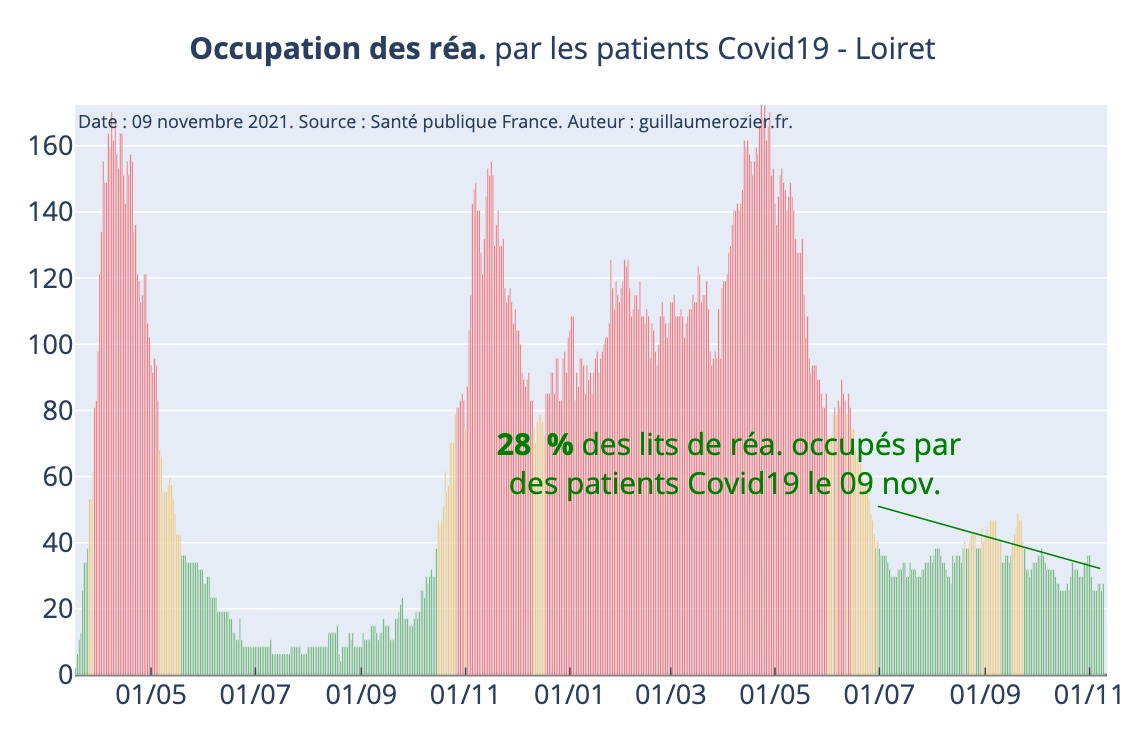 Occupation des réa. par les patients Covid19 - Loiret
Date : 09 novembre 2021. Source : Santé publique France. Auteur : guillaumerozier.fr.
160
140
120
100
80
60
40
20
0
28 % des lits de réa. occupés par
des patients Covid19 le 09 nov.
01/05 01/07 01/09 01/11 01/01 01/03 01/05 01/07 01/09 01/11